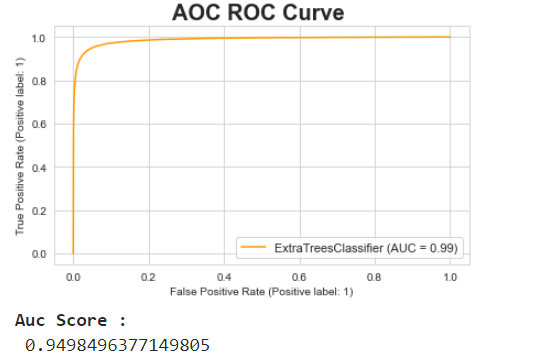 AOC ROC Curve
1.0
0.8
0.6
0.4
0.2
0.0
True Positive Rate (Positive label: 1)
ExtraTreesClassifier (AUC = 0.99)
0.0 0.2 0.4 0.6 0.8 1.0
False Positive Rate (Positive label: 1)
Auc Score :
0.9498496377149805